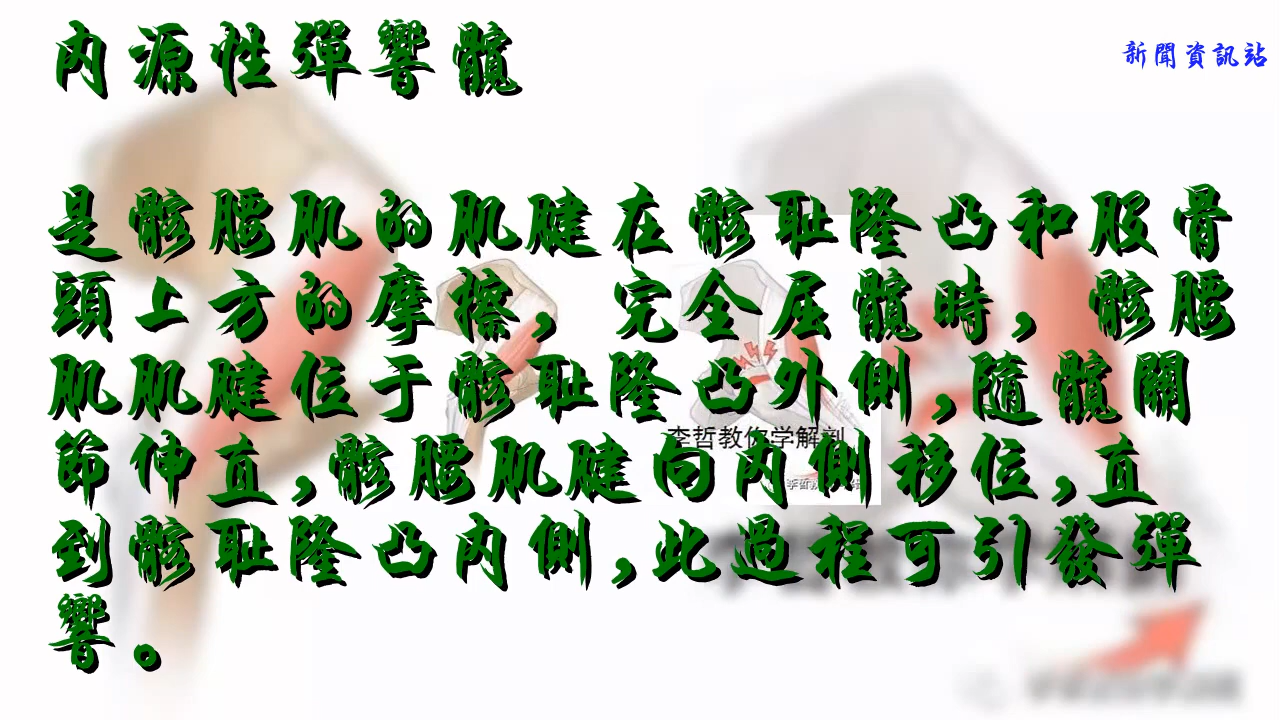 內源性彈響髖
新聞資訊站
是髂腰肌的肌腱在髂恥隆凸和股骨
頭上方的摩擦，完全屈髖時，髂腰
肌肌腱位于髂恥隆凸外側,隨髖關
節伸直,髂腰肌腱向內側移位,直
到髂恥隆凸內側,此過程可引發彈
響。
李哲教你学解剖